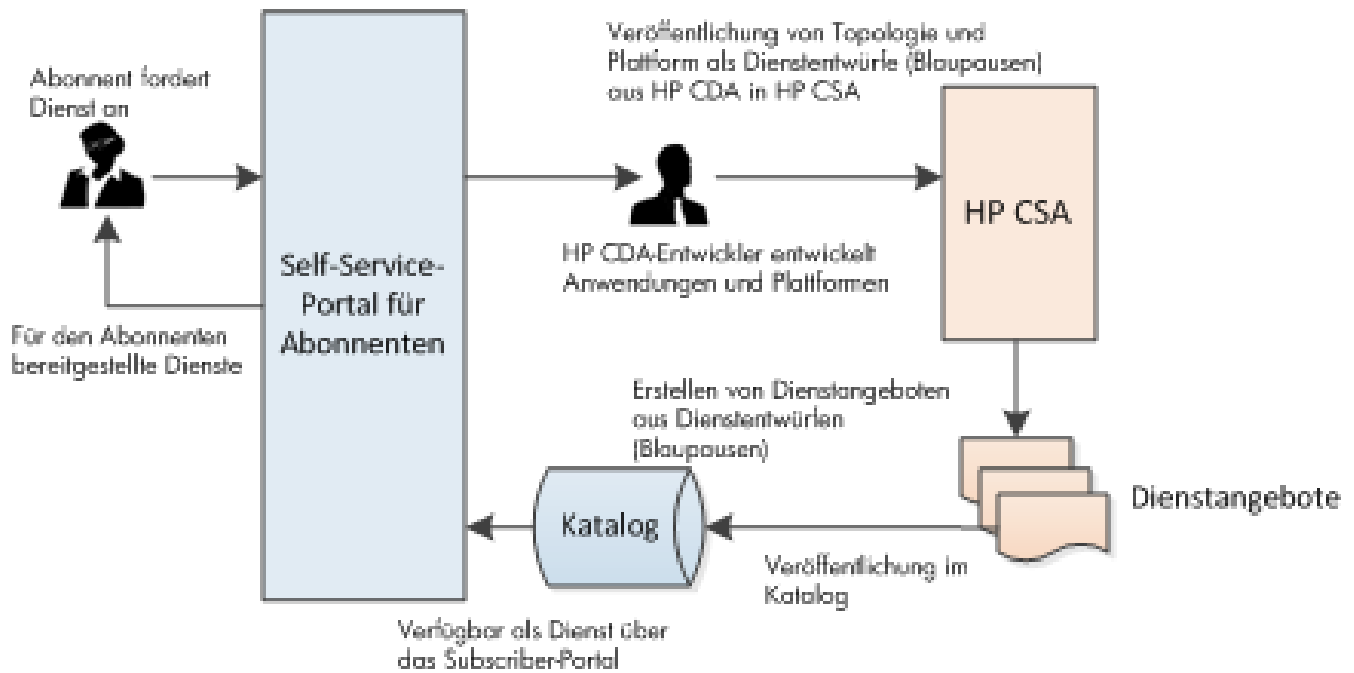 Veröffentlichung von Topologie und
Plattform als Dienstentwürfe (Blaupausen)
aus HP CDA in HP CSA
Abonnent fordert
Dienst an
HP CSA
HP CDA-Entwickler entwickelt
Anwendungen und Plattformen
Self-Service-
Portal für
Abonnenten
Für den Abonnenten
bereitgestellte Dienste
Erstellen von Dienstangeboten
aus Dienstentwürfen
(Blaupausen)
Dienstangebote
Katalog
Veröffentlichung im
Katalog
Verfügbar als Dienst über
das Subscriber-Portal